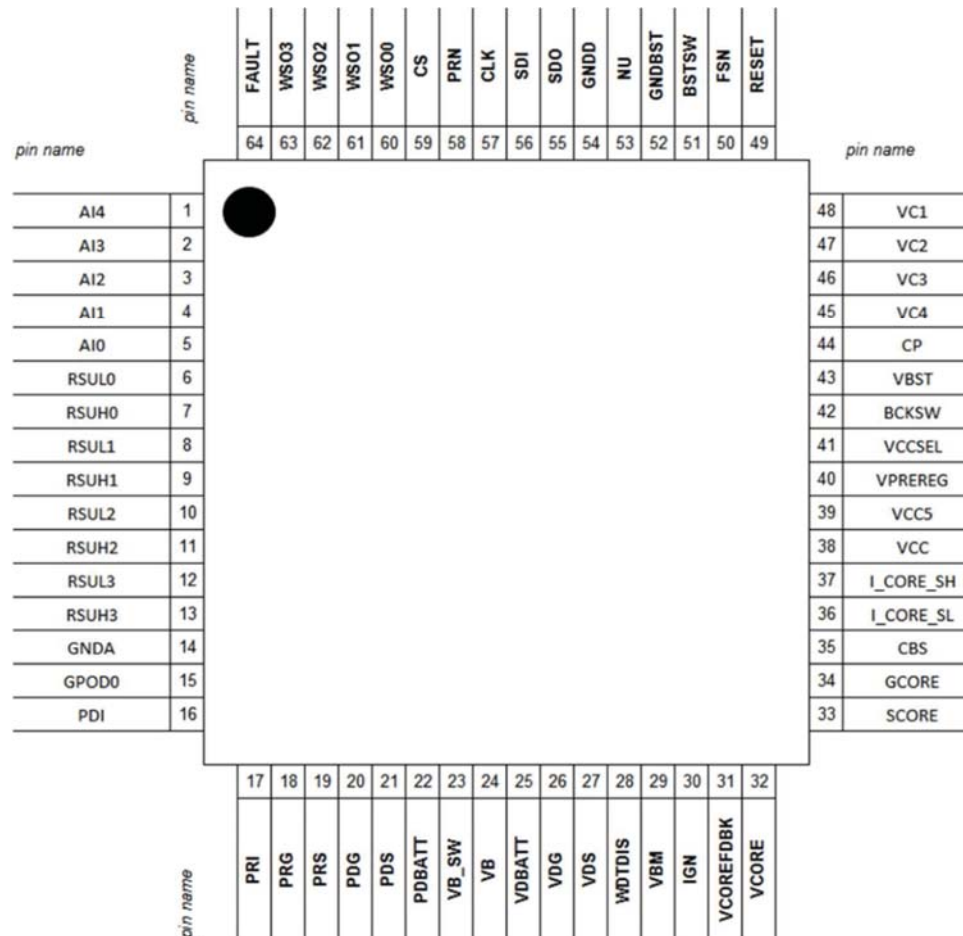 pin name
FAULT WSO3 WSO2 WSO1 WSO0 CS PRN CLK SDI SDO GNDD NU GNDBST BSTSW FSN RESET
64 63 62 61 60 59 58 57 56 55 54 53 52 51 50 49
pin name
pin name
AI4 1
AI3 2
AI2 3
AI1 4
AI0 5
RSUL0 6
RSUH0 7
RSUL1 8
RSUH1 9
RSUL2 10
RSUH2 11
RSUL3 12
RSUH3 13
GNDA 14
GPOD0 15
PDI 16
48 VC1
47 VC2
46 VC3
45 VC4
44 CP
43 VBST
42 BCKSW
41 VCCSEL
40 VPREREG
39 VCC5
38 VCC
37 I_CORE_SH
36 I_CORE_SL
35 CBS
34 GCORE
33 SCORE
17 18 19 20 21 22 23 24 25 26 27 28 29 30 31 32
PRI PRG PRS PDG PDS PDBATT VB_SW VB VDBATT VDG VDS WDTDIS VBM IGN VCOREFDBK VCORE
pin name